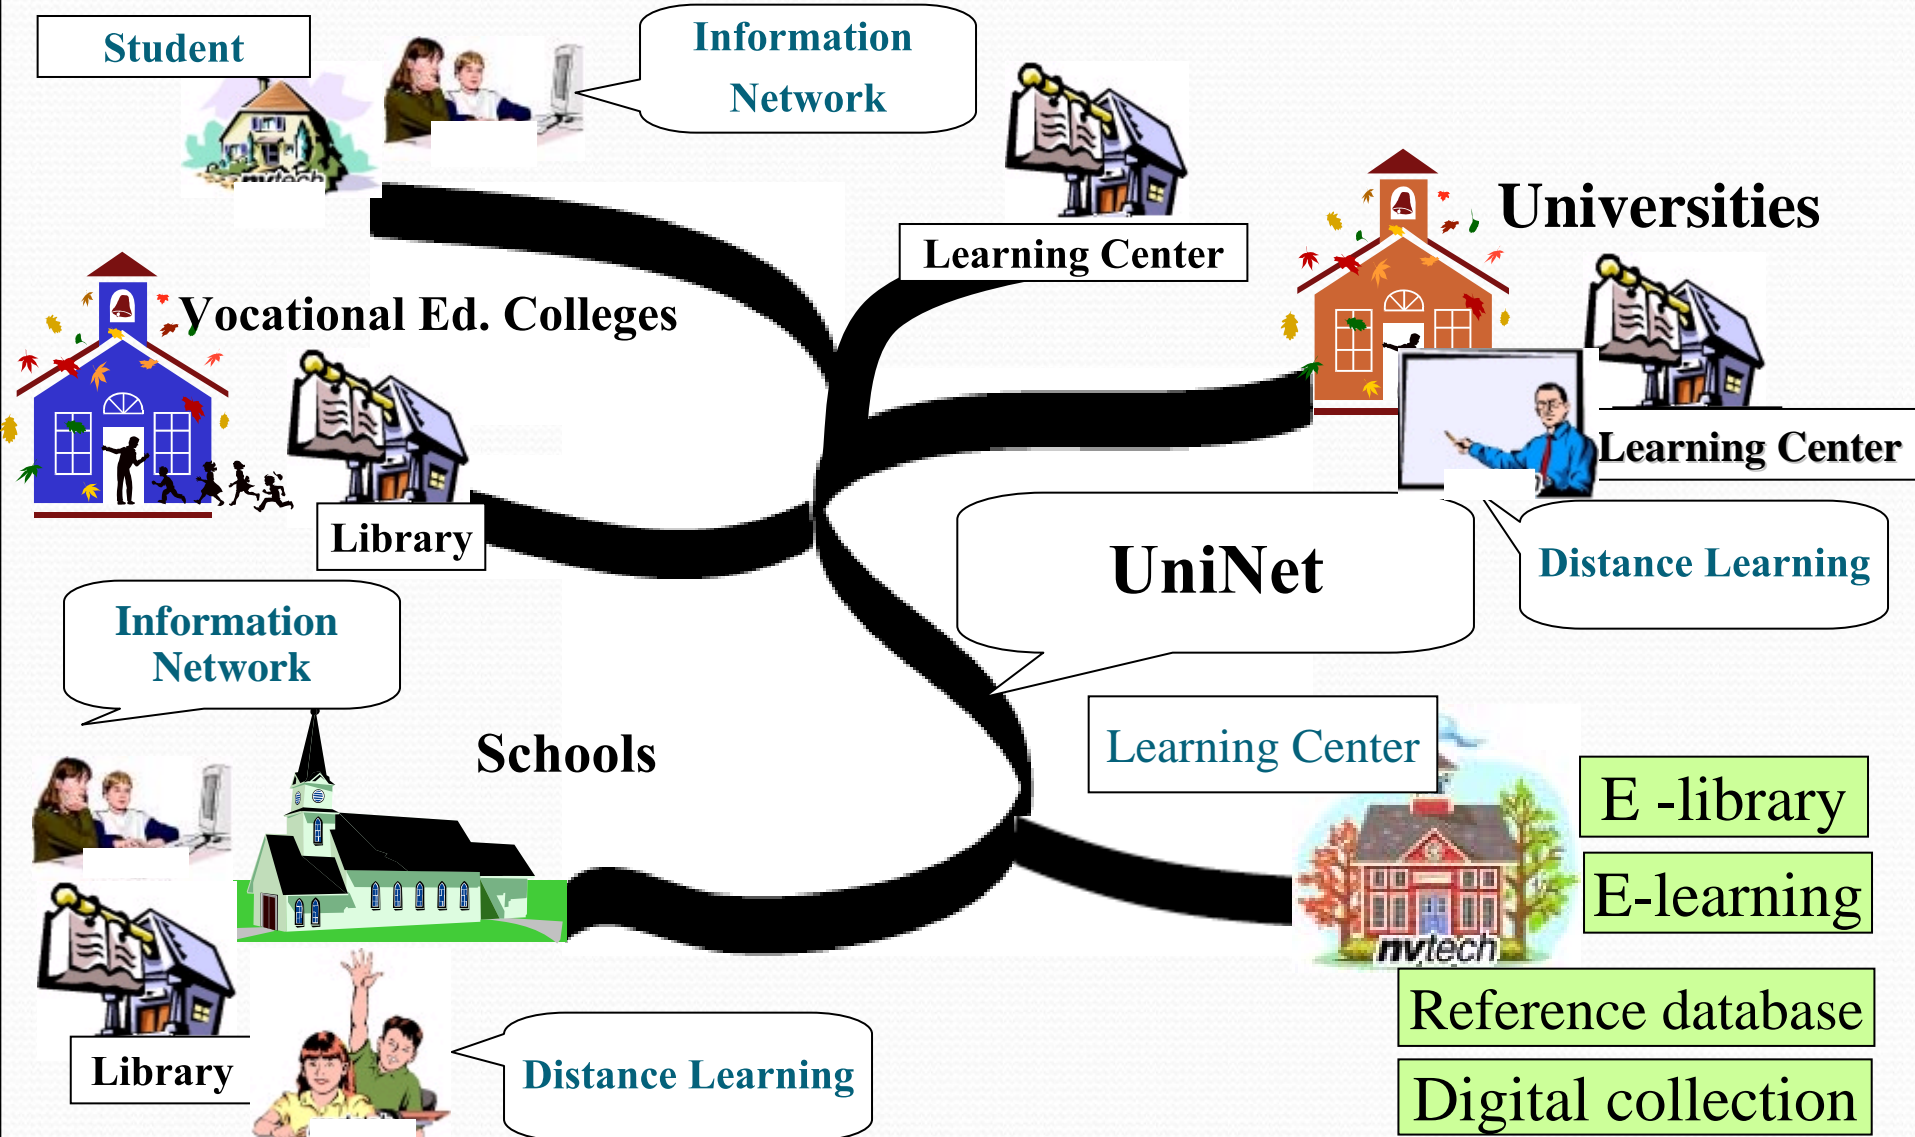 Student
Information
Network
nvtech
Learning Center
Universities
Vocational Ed. Colleges
Learning Center
Library
UniNet
Distance Learning
Information
Network
Schools
Learning Center
E -library
E-learning
nvtech
Reference database
Library
Distance Learning
Digital collection